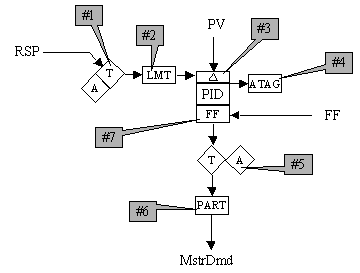 #1
#2
PV
#3
RSP
T
LMT
Δ
ATAG
#4
A
PID
FF
FF
#7
T
A
#5
#6
PART
MstrDmd